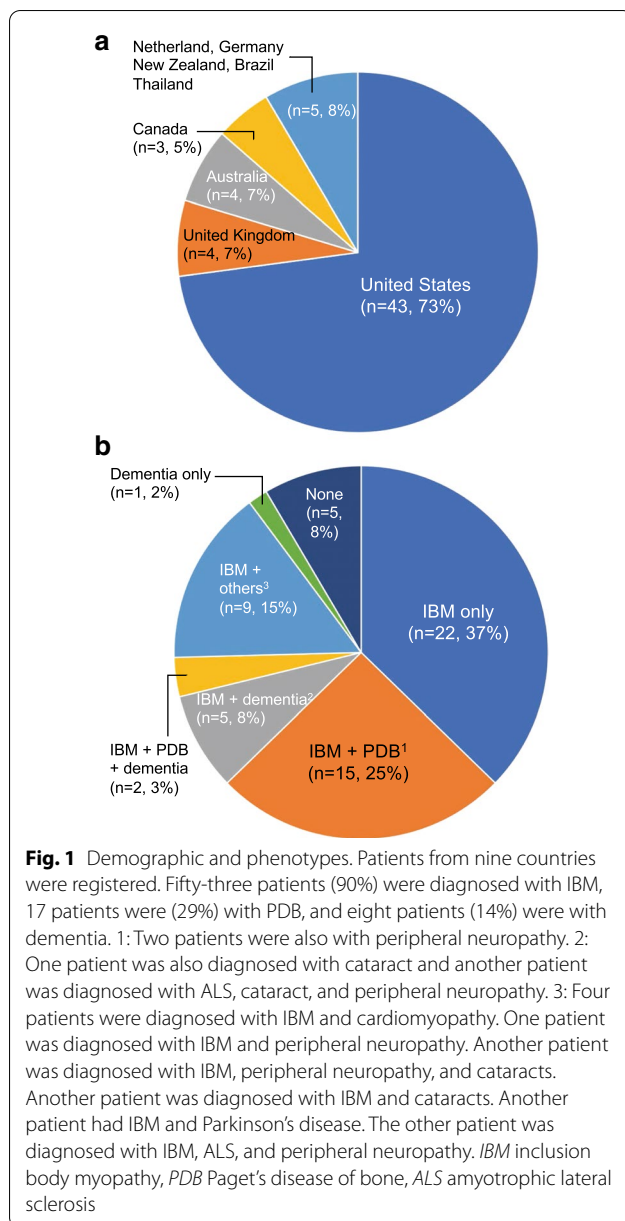 a
Netherland, Germany
New Zealand, Brazil
Thailand
(n=5, 8%)
Canada
(n=3, 5%)
Australia
(n=4, 7%)
United Kingdom
(n=4, 7%)
United States
(n=43, 73%)
b
Dementia only
(n=1, 2%)
None
(n=5,
8%)
IBM +
others³
(n=9, 15%)
IBM only
(n=22, 37%)
IBM + dementia²
(n=5, 8%)
IBM + PDB
+ dementia
(n=2, 3%)
IBM + PDB¹
(n=15, 25%)
Fig. 1 Demographic and phenotypes. Patients from nine countries
were registered. Fifty-three patients (90%) were diagnosed with IBM,
17 patients were (29%) with PDB, and eight patients (14%) were with
dementia. 1: Two patients were also with peripheral neuropathy. 2:
One patient was also diagnosed with cataract and another patient
was diagnosed with ALS, cataract, and peripheral neuropathy. 3: Four
patients were diagnosed with IBM and cardiomyopathy. One patient
was diagnosed with IBM and peripheral neuropathy. Another patient
was diagnosed with IBM, peripheral neuropathy, and cataracts.
Another patient was diagnosed with IBM and cataracts. Another
patient had IBM and Parkinson's disease. The other patient was
diagnosed with IBM, ALS, and peripheral neuropathy. IBM inclusion
body myopathy, PDB Paget's disease of bone, ALS amyotrophic lateral
sclerosis